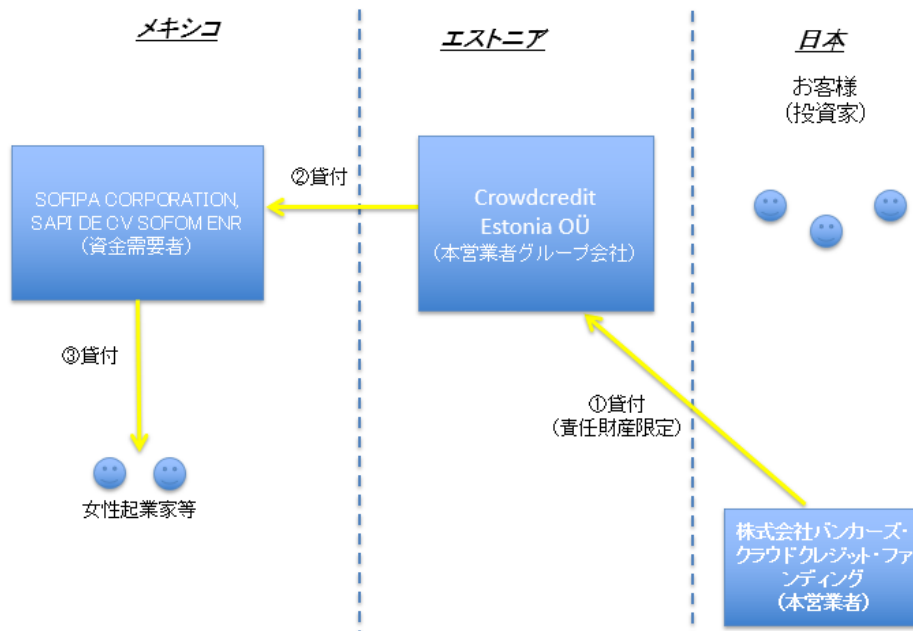 メキシコ
エストニア
日本
お客様
(投資家)
SOFIPA CORPORATION,
SAPI DE CV SOFOM ENR
(資金需要者)
②貸付
Crowdcredit
Estonia OÜ
(本営業者グループ会社)
③貸付
①貸付
(責任財産限定)
女性起業家等
株式会社バンカーズ・
クラウドクレジット・ファ
ンディング
(本営業者)